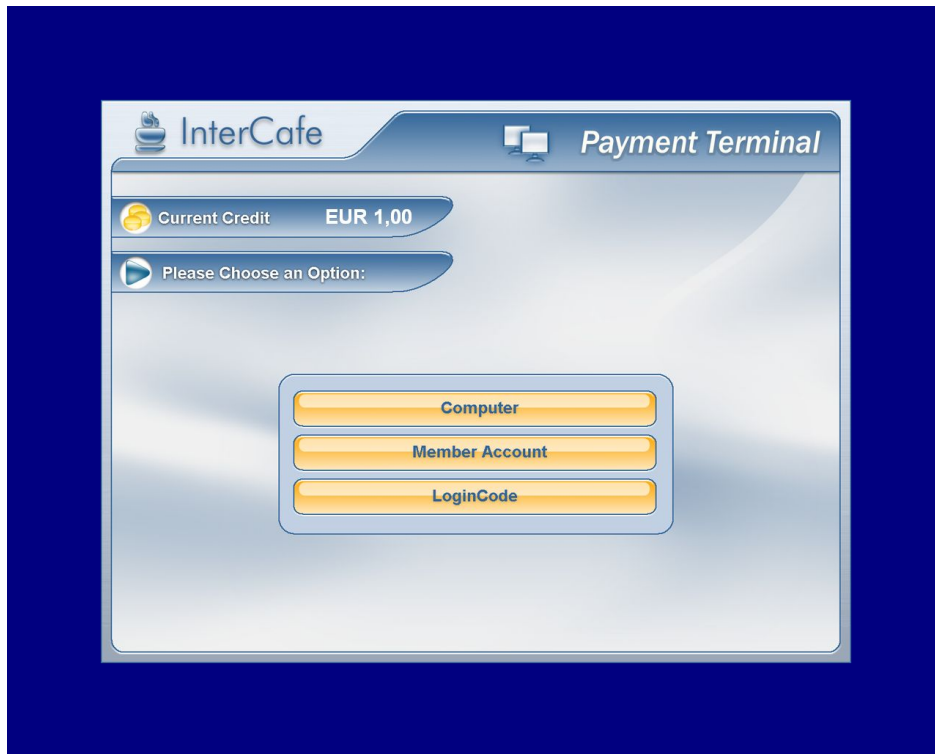 InterCafe
Payment Terminal
Current Credit EUR 1,00
Please Choose an Option:
Computer
Member Account
LoginCode